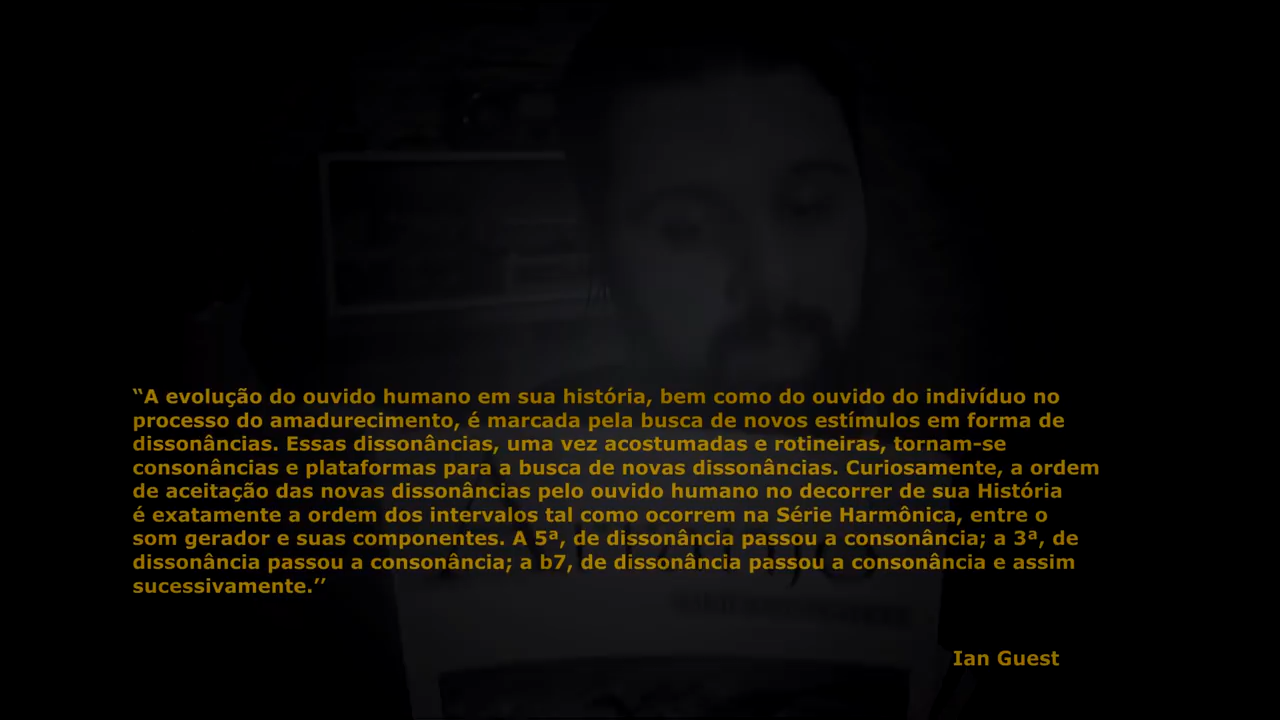 “A evolução do ouvido humano em sua história, bem como do ouvido do indivíduo no
processo do amadurecimento, é marcada pela busca de novos estímulos em forma de
dissonâncias. Essas dissonâncias, uma vez acostumadas e rotineiras, tornam-se
consonâncias e plataformas para a busca de novas dissonâncias. Curiosamente, a ordem
de aceitação das novas dissonâncias pelo ouvido humano no decorrer de sua História
é exatamente a ordem dos intervalos tal como ocorrem na Série Harmônica, entre o
som gerador e suas componentes. A 5ª, de dissonância passou a consonância; a 3ª, de
dissonância passou a consonância; a b7, de dissonância passou a consonância e assim
sucessivamente.’’
Ian Guest